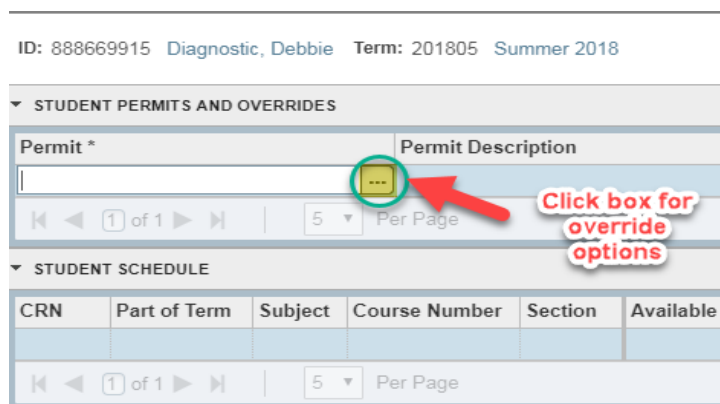 ID: 888669915 Diagnostic, Debbie Term: 201805 Summer 2018
STUDENT PERMITS AND OVERRIDES
Permit * Permit Description
...
1 of 1 5 Per Page
Click box for
override
options
STUDENT SCHEDULE
CRN Part of Term Subject Course Number Section Available
1 of 1 5 Per Page